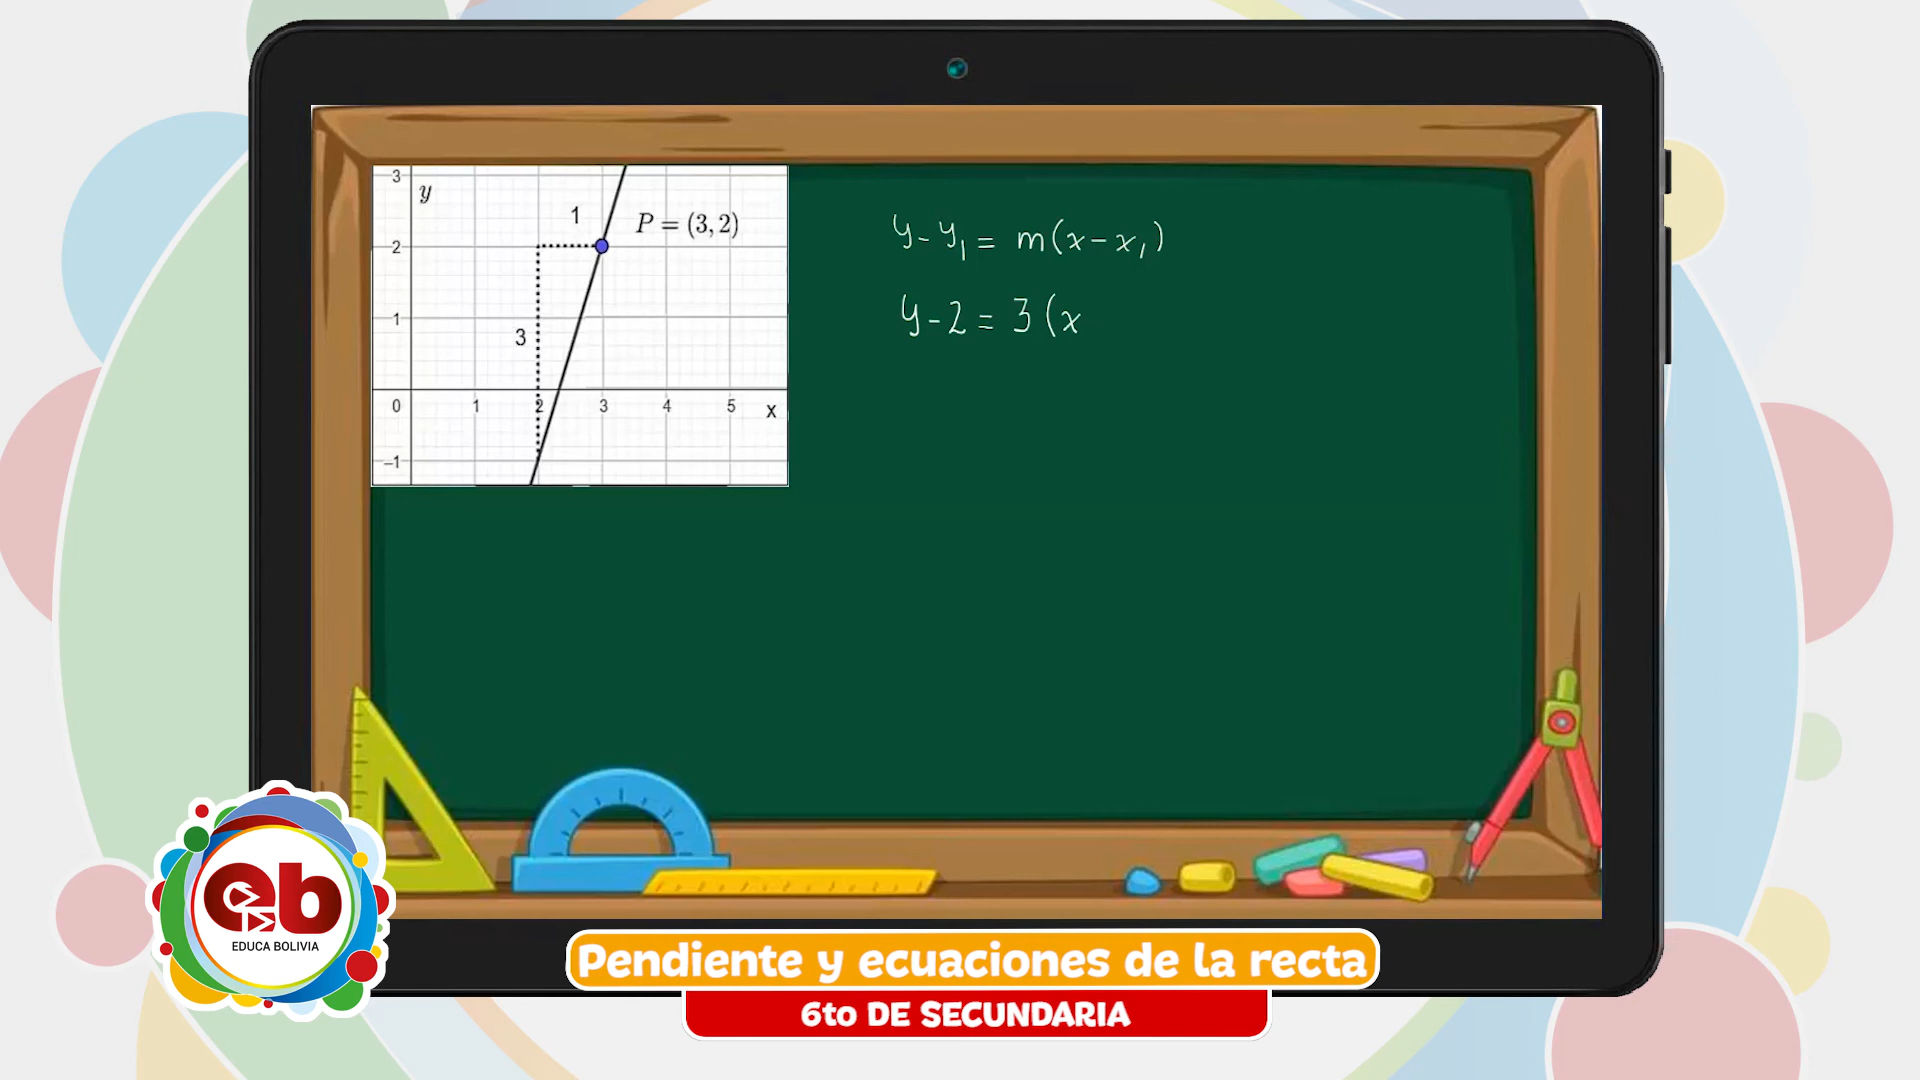 3
y
1
P = (3, 2)
2
1
3
0
1
2
3
4
5
x
−1
y - y₁ = m(x - x₁)
y - 2 = 3 (x
eb
EDUCA BOLIVIA
Pendiente y ecuaciones de la recta
6to DE SECUNDARIA